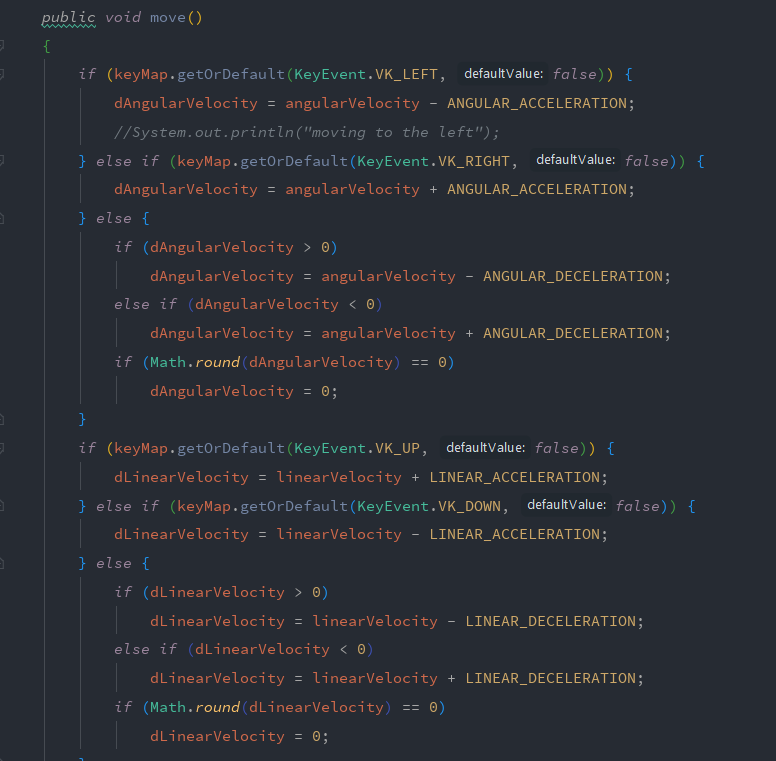 public void move()
{
if (keyMap.getOrDefault(KeyEvent.VK_LEFT, defaultValue: false)) {
dAngularVelocity = angularVelocity - ANGULAR_ACCELERATION;
//System.out.println("moving to the left");
} else if (keyMap.getOrDefault(KeyEvent.VK_RIGHT, defaultValue: false)) {
dAngularVelocity = angularVelocity + ANGULAR_ACCELERATION;
} else {
if (dAngularVelocity > 0)
dAngularVelocity = angularVelocity - ANGULAR_DECELERATION;
else if (dAngularVelocity < 0)
dAngularVelocity = angularVelocity + ANGULAR_DECELERATION;
if (Math.round(dAngularVelocity) == 0)
dAngularVelocity = 0;
}
if (keyMap.getOrDefault(KeyEvent.VK_UP, defaultValue: false)) {
dLinearVelocity = linearVelocity + LINEAR_ACCELERATION;
} else if (keyMap.getOrDefault(KeyEvent.VK_DOWN, defaultValue: false)) {
dLinearVelocity = linearVelocity - LINEAR_ACCELERATION;
} else {
if (dLinearVelocity > 0)
dLinearVelocity = linearVelocity - LINEAR_DECELERATION;
else if (dLinearVelocity < 0)
dLinearVelocity = linearVelocity + LINEAR_DECELERATION;
if (Math.round(dLinearVelocity) == 0)
dLinearVelocity = 0;